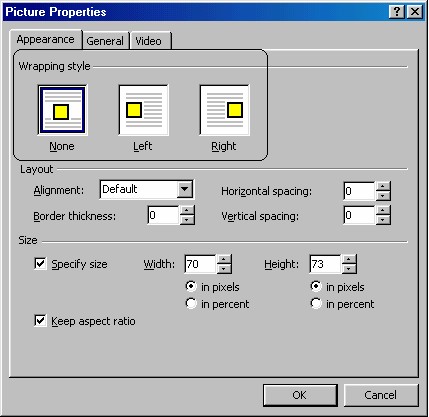 Picture Properties
Appearance General Video
Wrapping style
None Left Right
Layout
Alignment: Default Horizontal spacing: 0
Border thickness: 0 Vertical spacing: 0
Size
Specify size Width: 70 Height: 73
in pixels in pixels
in percent in percent
Keep aspect ratio
OK Cancel